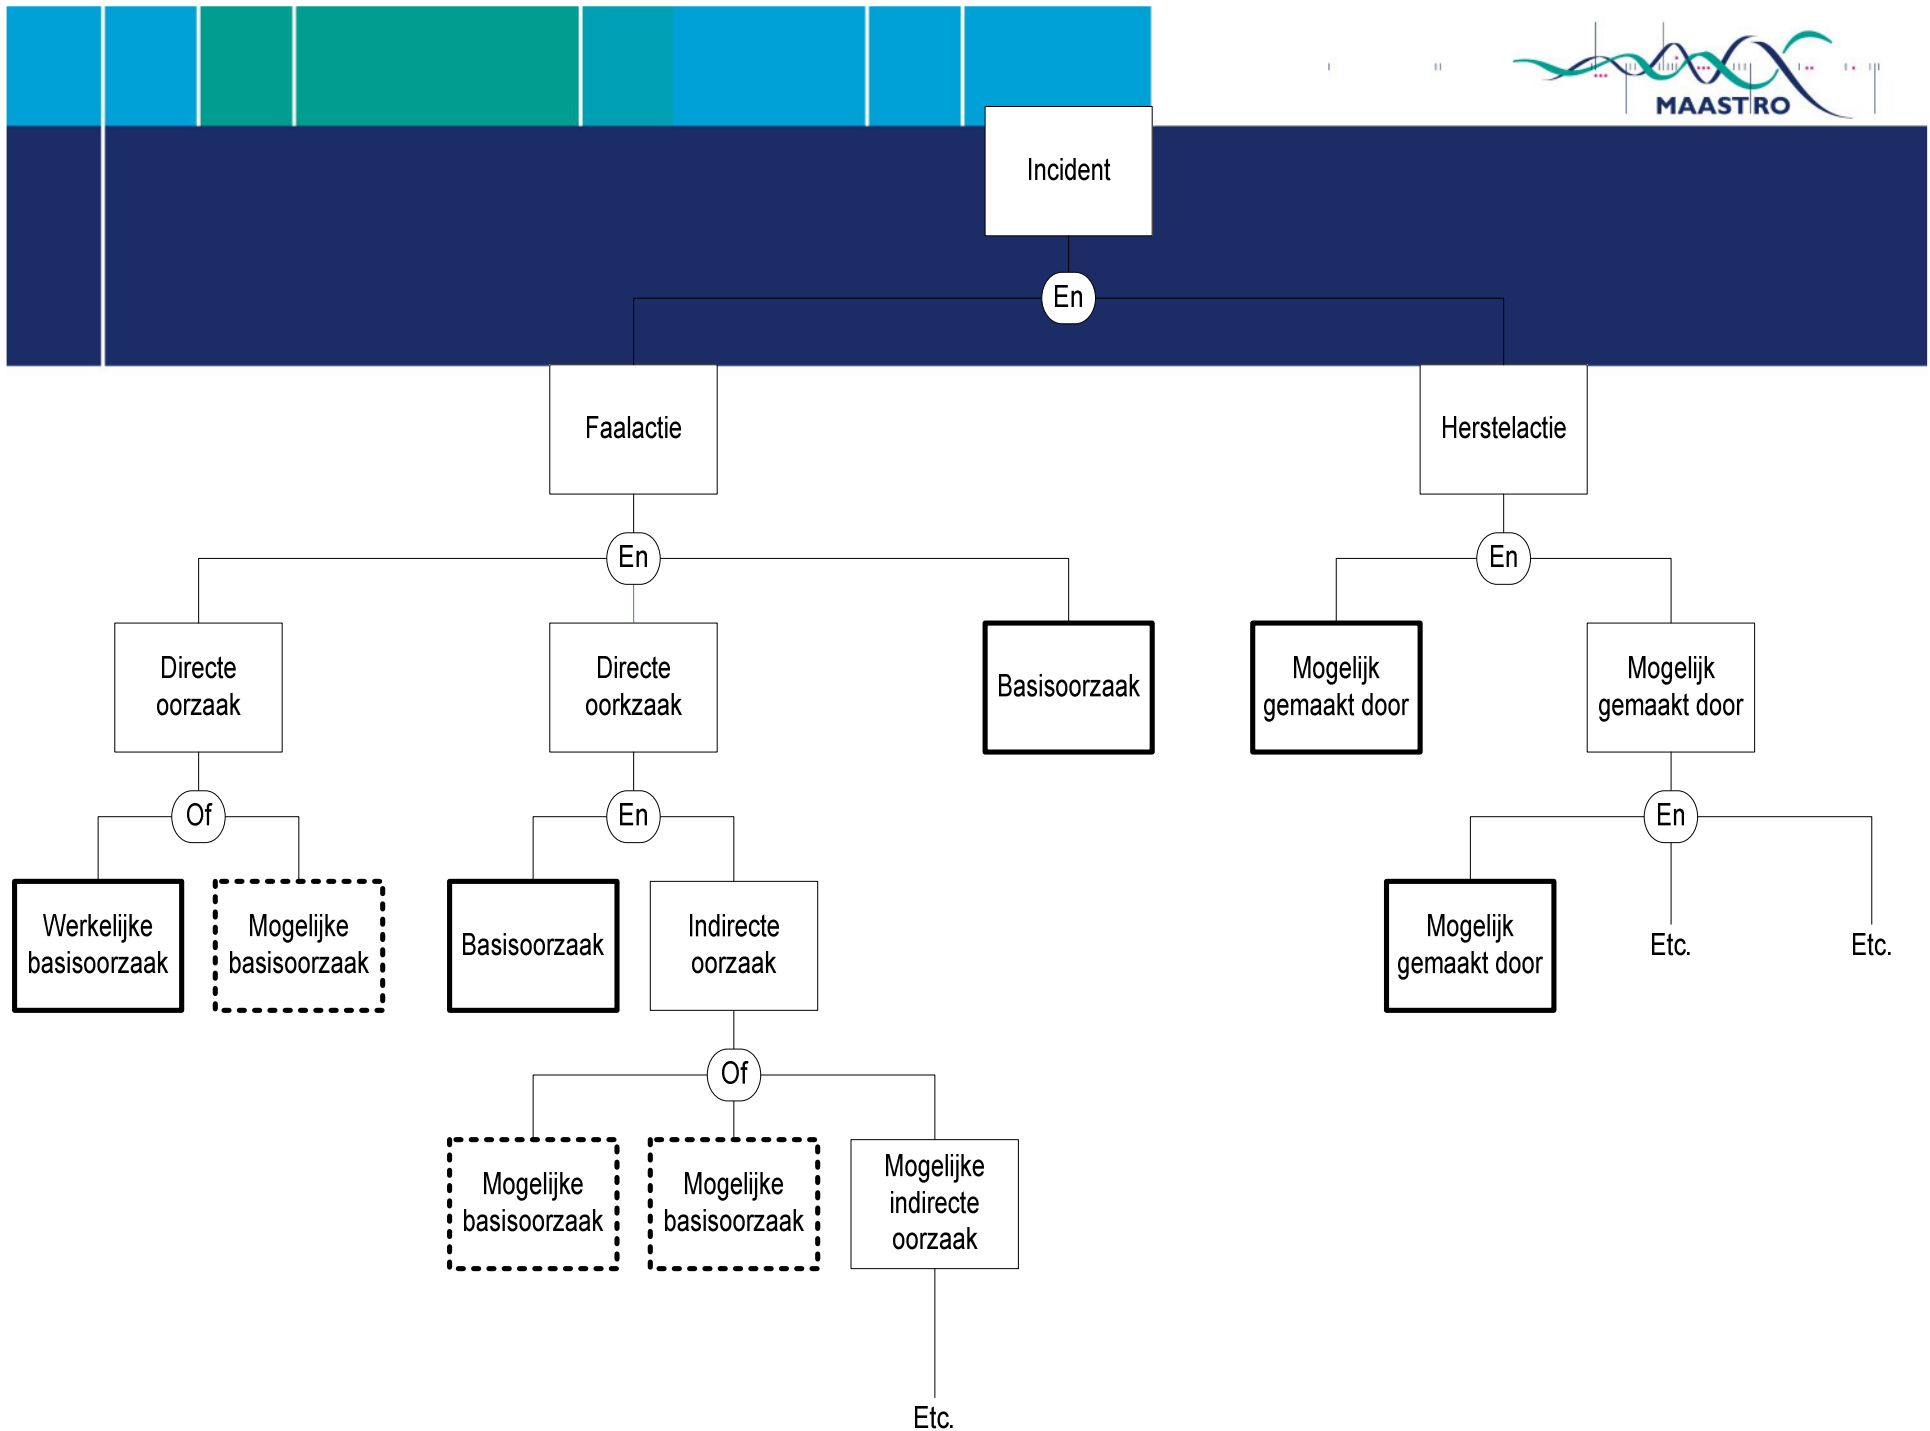 MAASTRO
Incident
En
Faalactie
Herstelactie
En
En
Directe
oorzaak
Directe
oorkzaak
Basisoorzaak
Mogelijk
gemaakt door
Mogelijk
gemaakt door
Of
En
En
Werkelijke
basisoorzaak
Mogelijke
basisoorzaak
Basisoorzaak
Indirecte
oorzaak
Mogelijk
gemaakt door
Etc.
Etc.
Of
Mogelijke
basisoorzaak
Mogelijke
basisoorzaak
Mogelijke
indirecte
oorzaak
Etc.